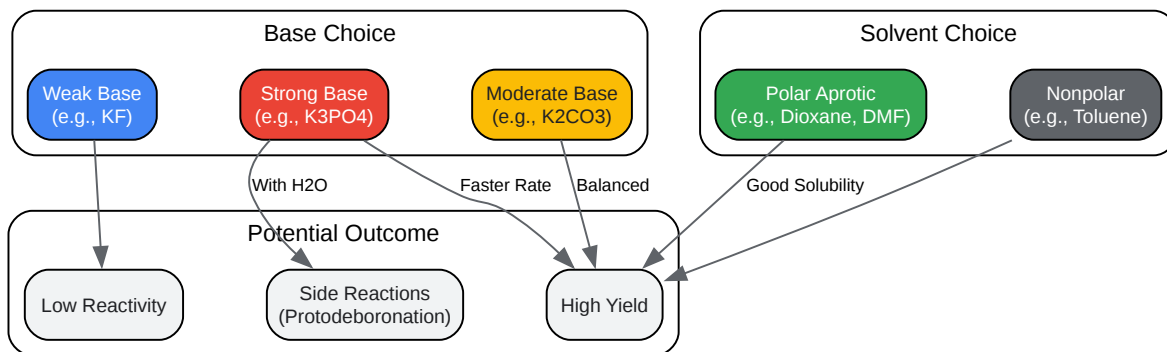 Base Choice
Solvent Choice
Weak Base
(e.g., KF)
Strong Base
(e.g., K3PO4)
Moderate Base
(e.g., K2CO3)
Polar Aprotic
(e.g., Dioxane, DMF)
Nonpolar
(e.g., Toluene)
With H2O
Faster Rate
Balanced
Good Solubility
Potential Outcome
Low Reactivity
Side Reactions
(Protodeboronation)
High Yield